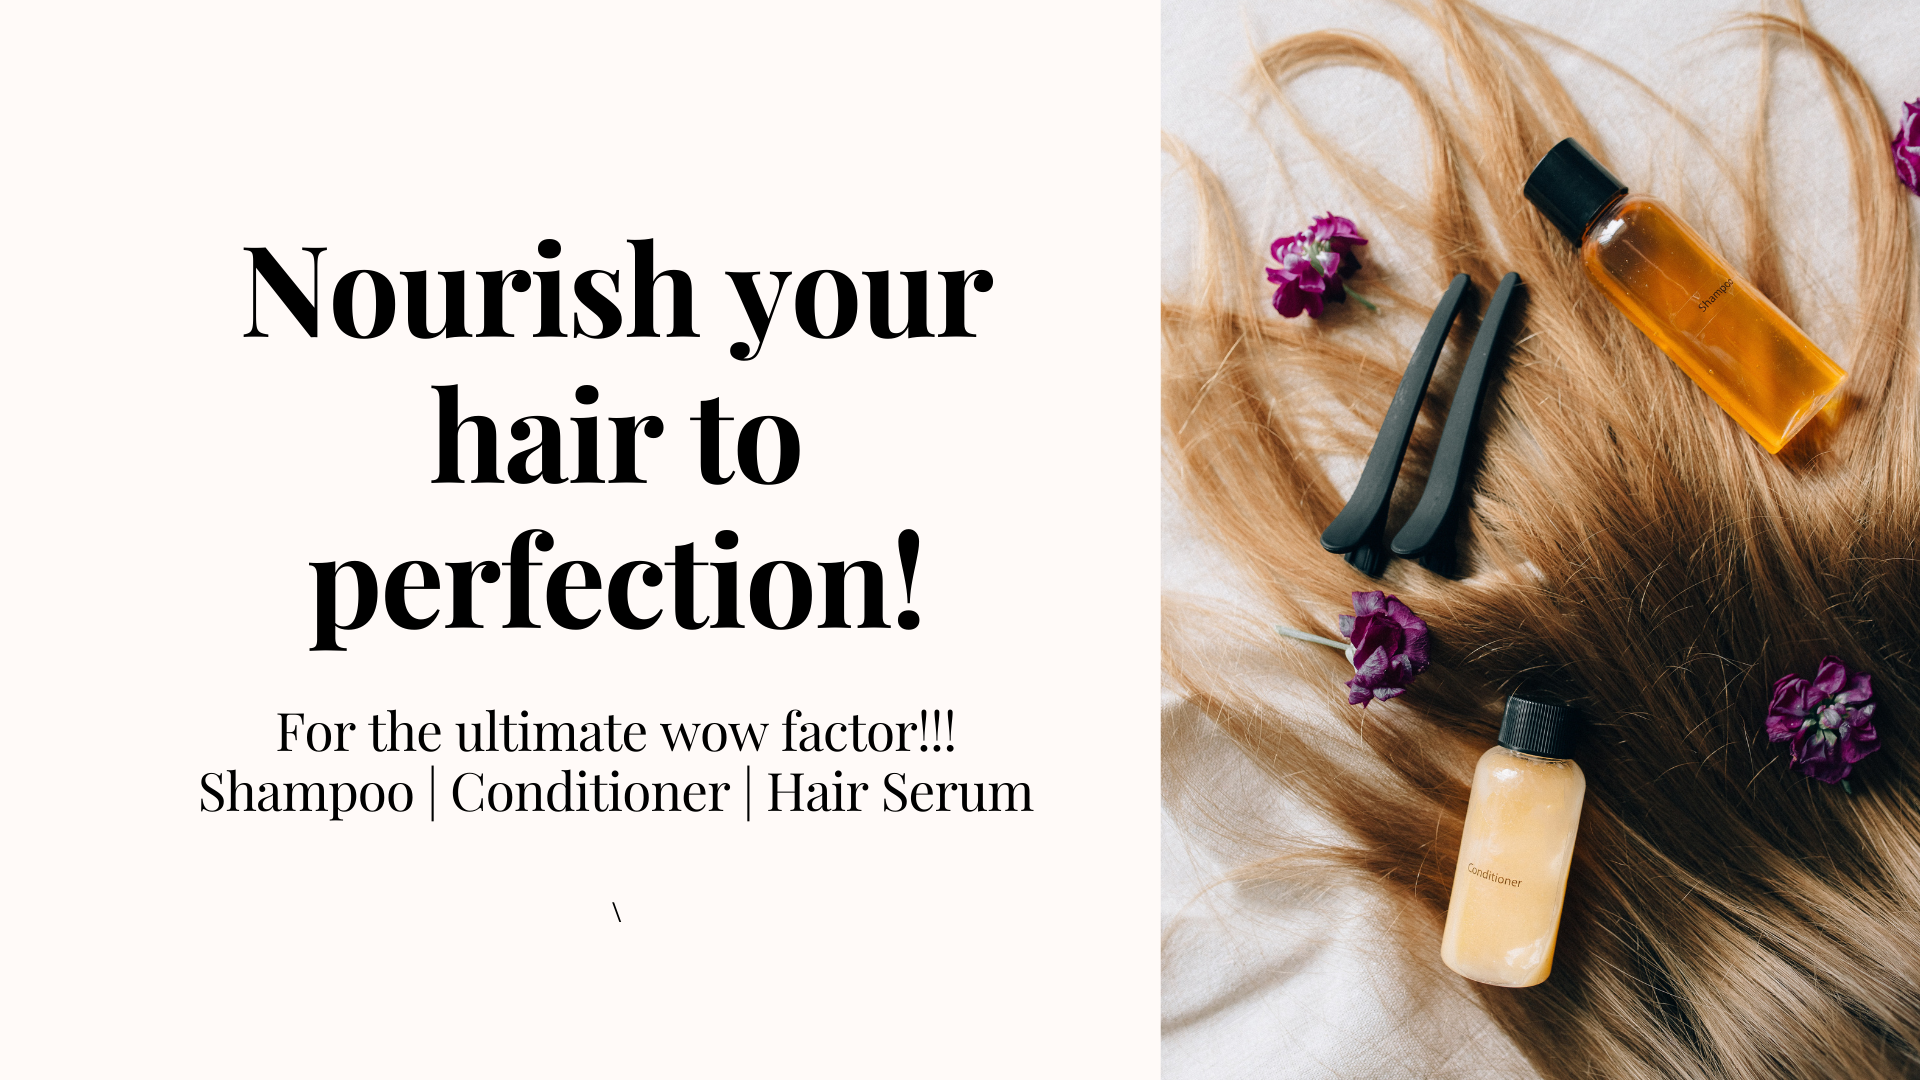 Nourish your
hair to
perfection!
For the ultimate wow factor!!!
Shampoo | Conditioner | Hair Serum
\
Shampoo
Conditioner